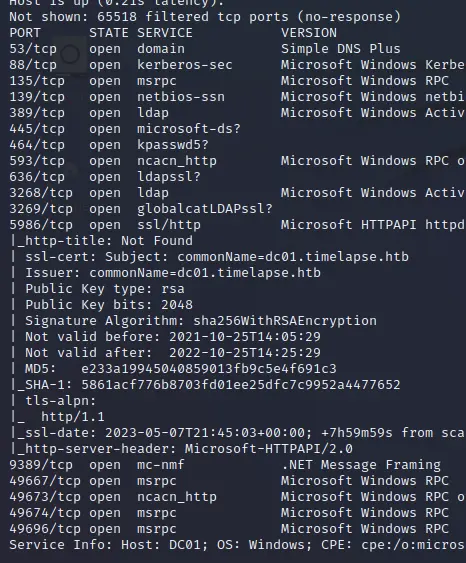 Host is up (0.21s latency).
Not shown: 65518 filtered tcp ports (no-response)
PORT      STATE SERVICE           VERSION
53/tcp    open  domain            Simple DNS Plus
88/tcp    open  kerberos-sec      Microsoft Windows Kerbe
135/tcp   open  msrpc             Microsoft Windows RPC
139/tcp   open  netbios-ssn       Microsoft Windows netbi
389/tcp   open  ldap              Microsoft Windows Activ
445/tcp   open  microsoft-ds?
464/tcp   open  kpasswd5?
593/tcp   open  ncacn_http        Microsoft Windows RPC o
636/tcp   open  ldapssl?
3268/tcp  open  ldap              Microsoft Windows Activ
3269/tcp  open  globalcatLDAPssl?
5986/tcp  open  ssl/http          Microsoft HTTPAPI httpd
|_http-title: Not Found
| ssl-cert: Subject: commonName=dc01.timelapse.htb
| Issuer: commonName=dc01.timelapse.htb
| Public Key type: rsa
| Public Key bits: 2048
| Signature Algorithm: sha256WithRSAEncryption
| Not valid before: 2021-10-25T14:05:29
| Not valid after:  2022-10-25T14:25:29
| MD5:   e233a19945040859013fb9c5e4f691c3
|_SHA-1: 5861acf776b8703fd01ee25dfc7c9952a4477652
| tls-alpn:
|_  http/1.1
|_ssl-date: 2023-05-07T21:45:03+00:00; +7h59m59s from sca
|_http-server-header: Microsoft-HTTPAPI/2.0
9389/tcp  open  mc-nmf            .NET Message Framing
49667/tcp open  msrpc             Microsoft Windows RPC
49673/tcp open  ncacn_http        Microsoft Windows RPC o
49674/tcp open  msrpc             Microsoft Windows RPC
49696/tcp open  msrpc             Microsoft Windows RPC
Service Info: Host: DC01; OS: Windows; CPE: cpe:/o:micros